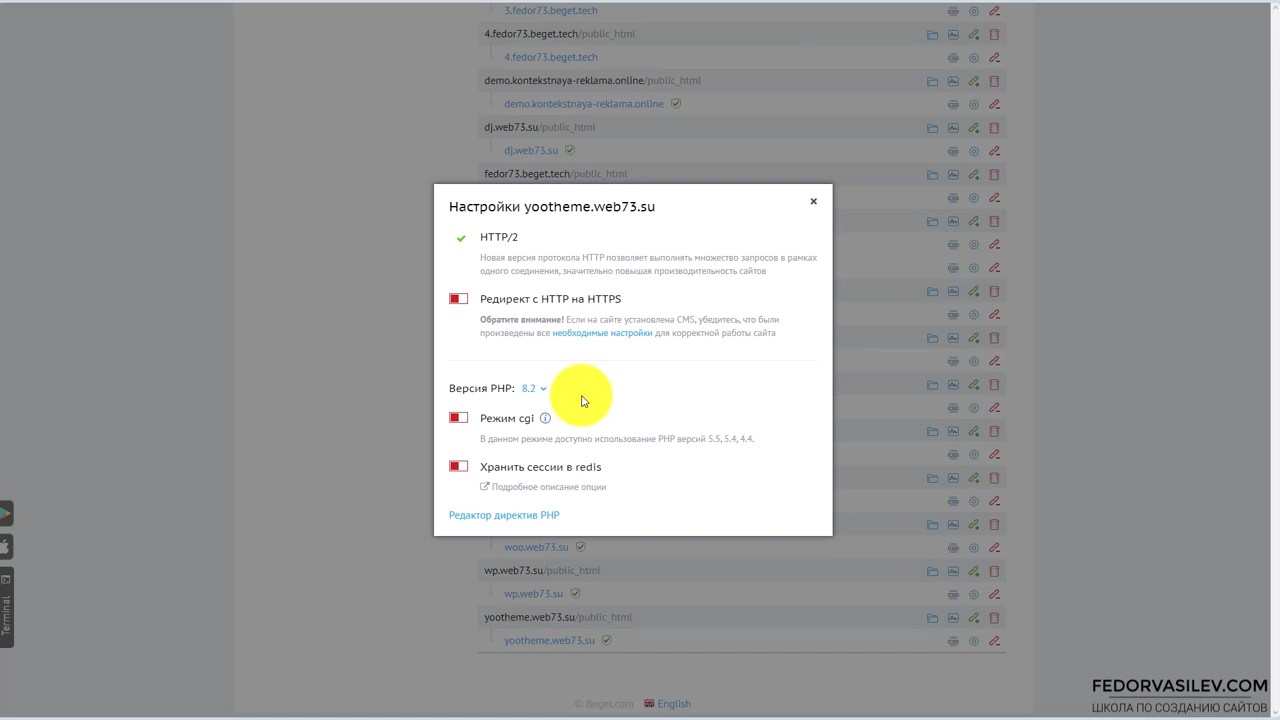 3.fedor73.beget.tech
4.fedor73.beget.tech/public_html
4.fedor73.beget.tech
demo.kontekstnaya-reklama.online/public_html
demo.kontekstnaya-reklama.online
dj.web73.su/public_html
dj.web73.su
fedor73.beget.tech/public_html
Настройки yootheme.web73.su
×
HTTP/2
Новая версия протокола HTTP позволяет выполнять множество запросов в рамках
одного соединения, значительно повышая производительность сайтов
Редирект с HTTP на HTTPS
Обратите внимание! Если на сайте установлена CMS, убедитесь, что были
произведены все необходимые настройки для корректной работы сайта
Версия PHP: 8.2
Режим cgi
В данном режиме доступно использование PHP версий 5.5, 5.4, 4.4.
Хранить сессии в redis
Подробное описание опции
Редактор директив PHP
Terminal
woo.web73.su
wp.web73.su/public_html
wp.web73.su
yootheme.web73.su/public_html
yootheme.web73.su
© Beget.com English
FEDORVASILEV.COM
ШКОЛА ПО СОЗДАНИЮ САЙТОВ